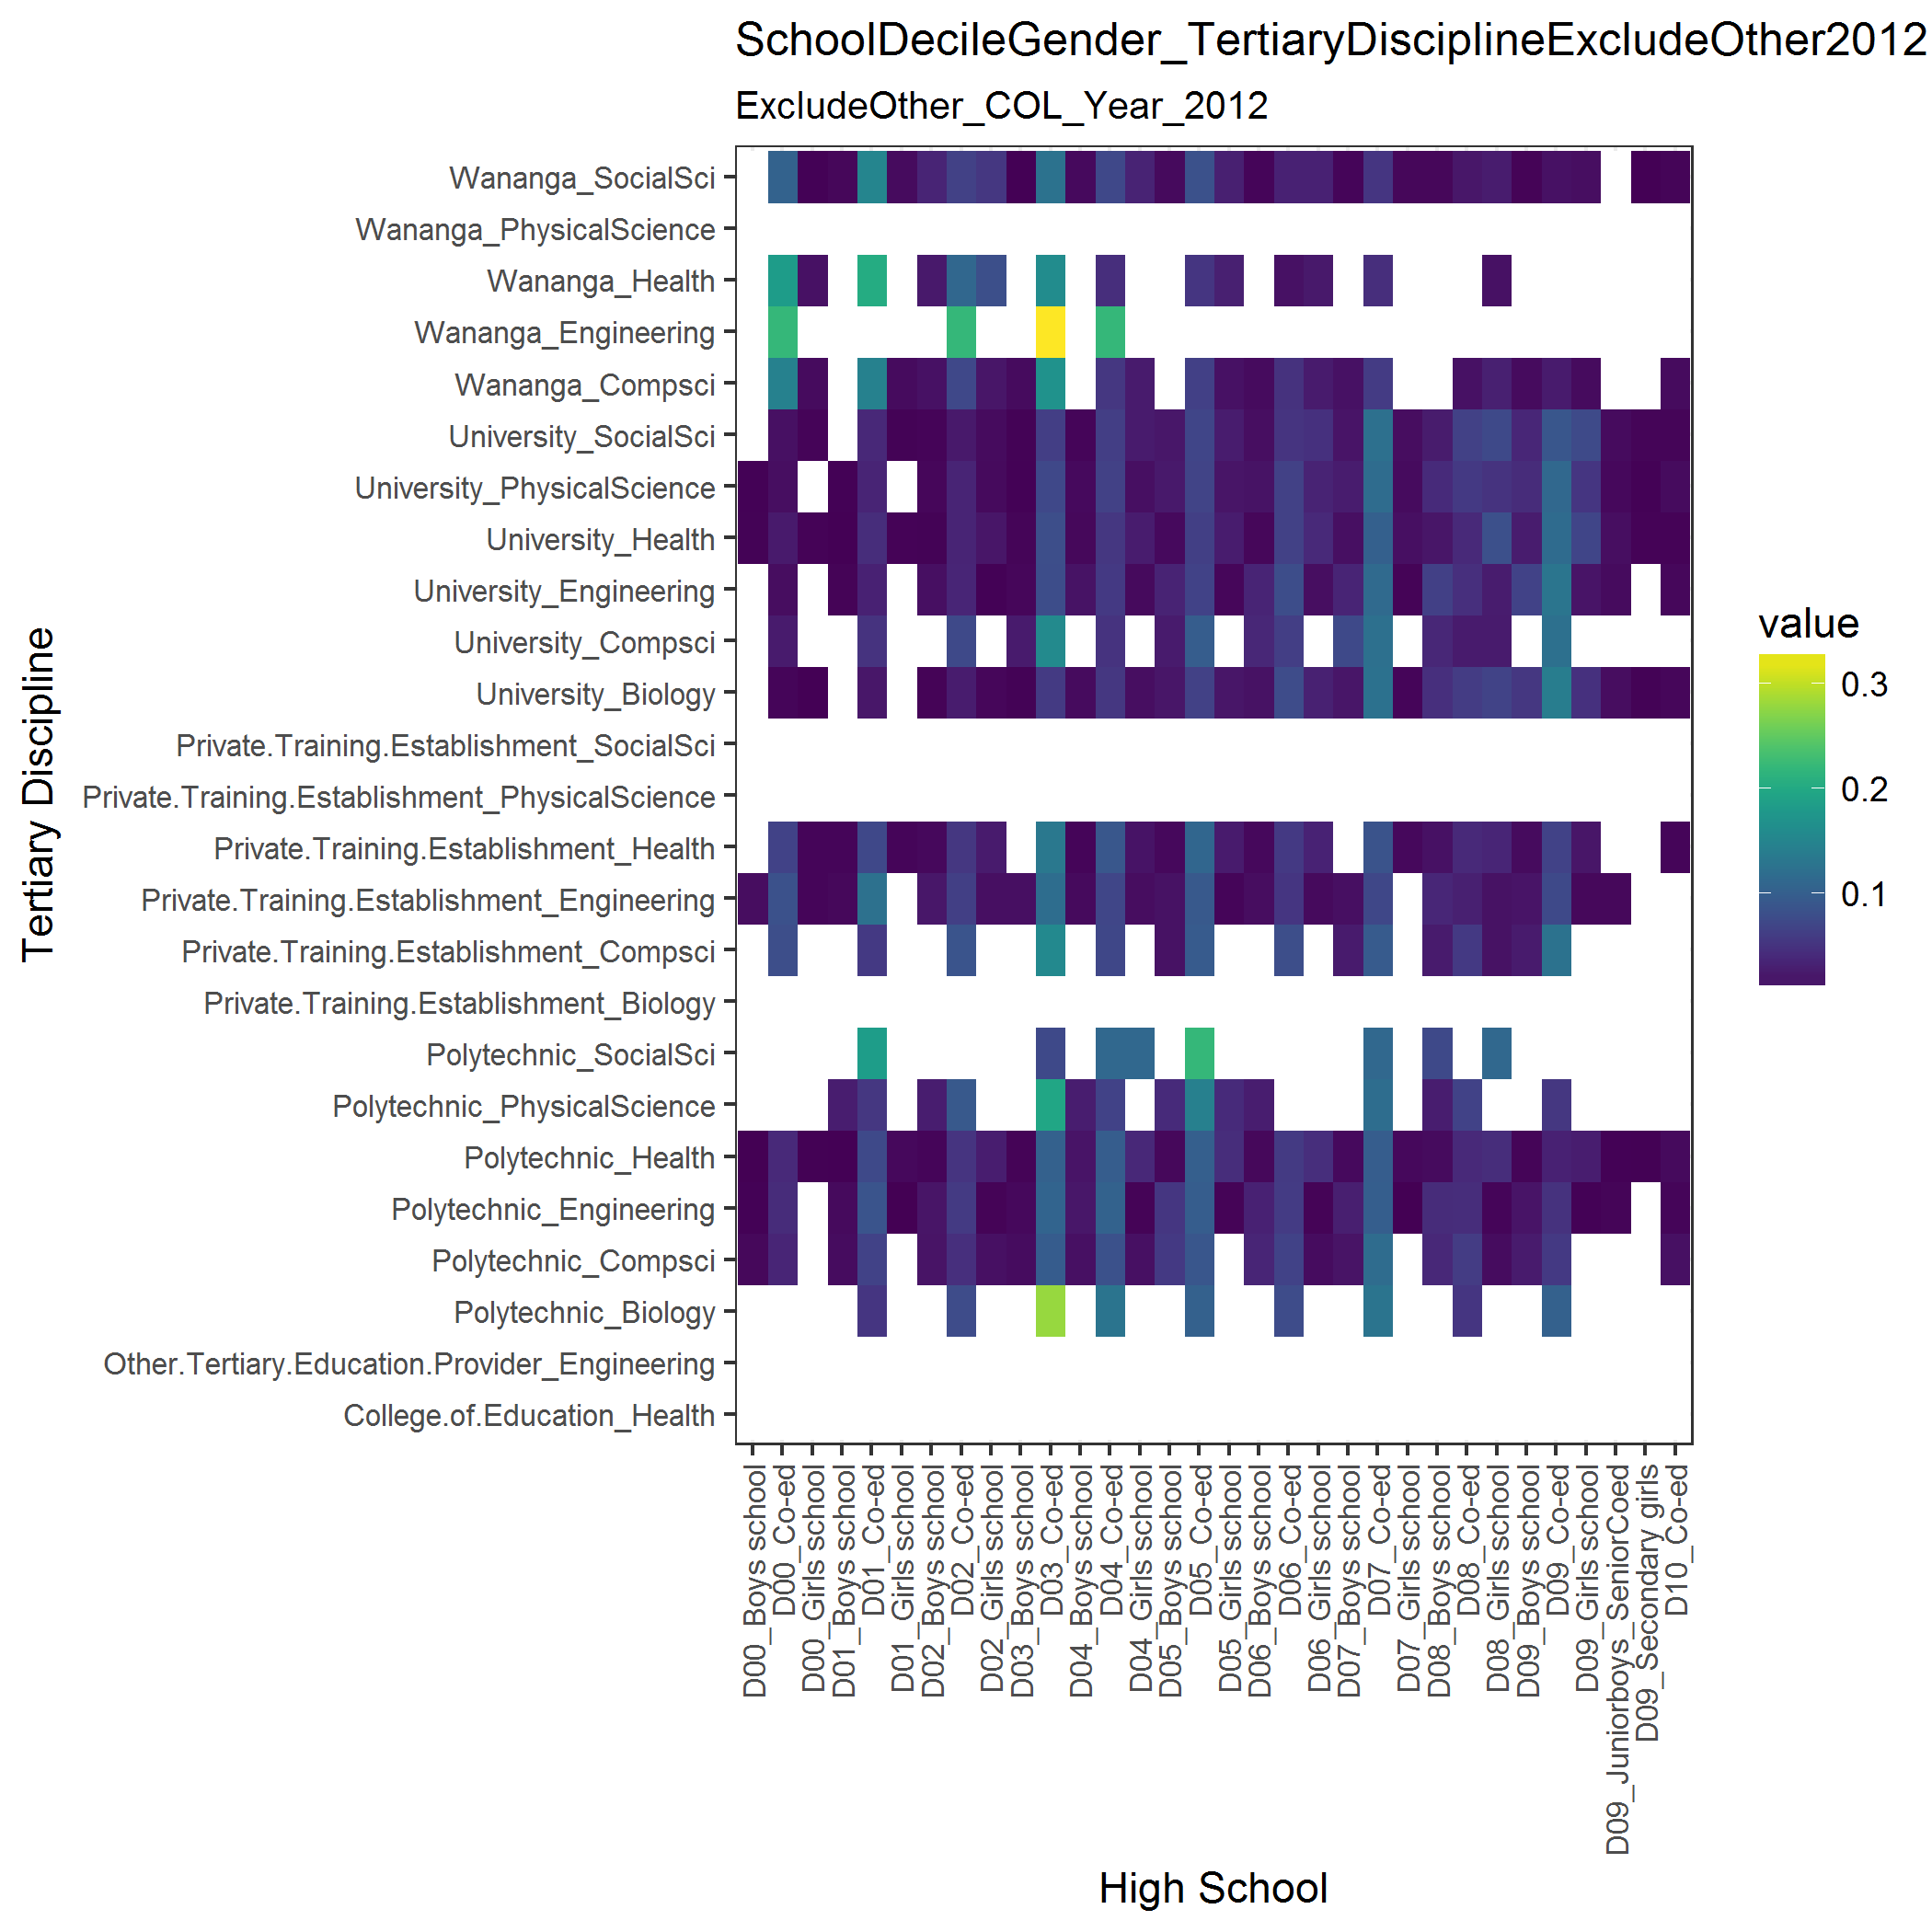 SchoolDecileGender_TertiaryDisciplineExcludeOther2012
ExcludeOther_COL_Year_2012
Tertiary Discipline
Wananga_SocialSci
Wananga_PhysicalScience
Wananga_Health
Wananga_Engineering
Wananga_Compsci
University_SocialSci
University_PhysicalScience
University_Health
University_Engineering
University_Compsci
University_Biology
Private.Training.Establishment_SocialSci
Private.Training.Establishment_PhysicalScience
Private.Training.Establishment_Health
Private.Training.Establishment_Engineering
Private.Training.Establishment_Compsci
Private.Training.Establishment_Biology
Polytechnic_SocialSci
Polytechnic_PhysicalScience
Polytechnic_Health
Polytechnic_Engineering
Polytechnic_Compsci
Polytechnic_Biology
Other.Tertiary.Education.Provider_Engineering
College.of.Education_Health
D00_Boys school
D00_Co-ed
D00_Girls school
D01_Boys school
D01_Co-ed
D01_Girls school
D02_Boys school
D02_Co-ed
D02_Girls school
D03_Boys school
D03_Co-ed
D04_Boys school
D04_Co-ed
D04_Girls school
D05_Boys school
D05_Co-ed
D05_Girls school
D06_Boys school
D06_Co-ed
D06_Girls school
D07_Boys school
D07_Co-ed
D07_Girls school
D08_Boys school
D08_Co-ed
D08_Girls school
D09_Boys school
D09_Co-ed
D09_Girls school
D09_Juniorboys_SeniorCoed
D09_Secondary girls
D10_Co-ed
High School
value
0.3
0.2
0.1